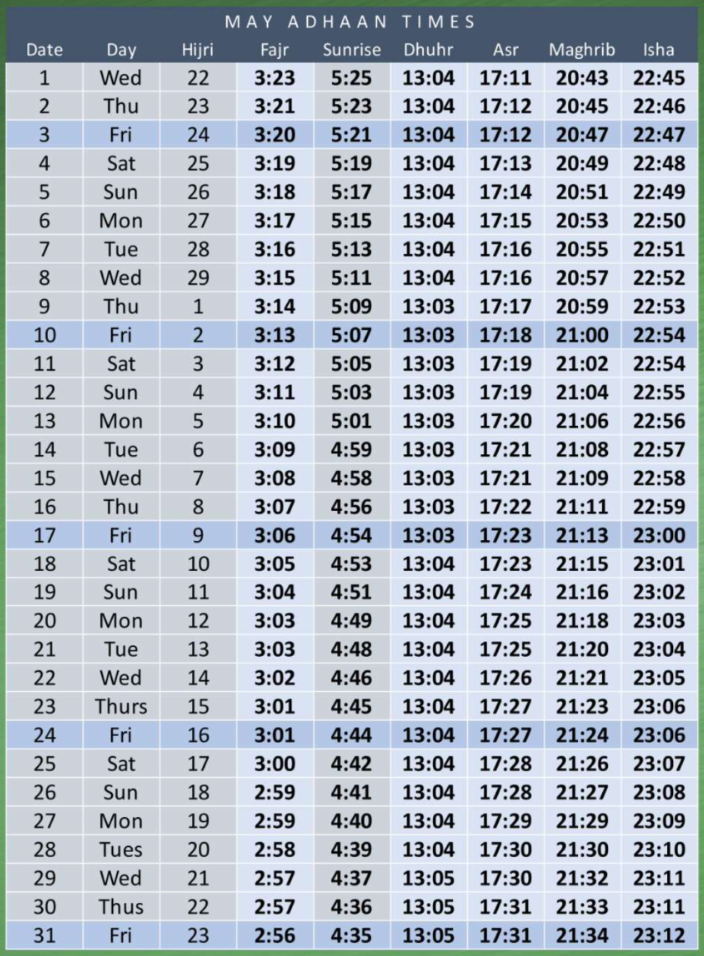 MAY ADHAAN TIMES
Date Day Hijri Fajr Sunrise Dhuhr Asr Maghrib Isha
1 Wed 22 3:23 5:25 13:04 17:11 20:43 22:45
2 Thu 23 3:21 5:23 13:04 17:12 20:45 22:46
3 Fri 24 3:20 5:21 13:04 17:12 20:47 22:47
4 Sat 25 3:19 5:19 13:04 17:13 20:49 22:48
5 Sun 26 3:18 5:17 13:04 17:14 20:51 22:49
6 Mon 27 3:17 5:15 13:04 17:15 20:53 22:50
7 Tue 28 3:16 5:13 13:04 17:16 20:55 22:51
8 Wed 29 3:15 5:11 13:04 17:16 20:57 22:52
9 Thu 1 3:14 5:09 13:03 17:17 20:59 22:53
10 Fri 2 3:13 5:07 13:03 17:18 21:00 22:54
11 Sat 3 3:12 5:05 13:03 17:19 21:02 22:54
12 Sun 4 3:11 5:03 13:03 17:19 21:04 22:55
13 Mon 5 3:10 5:01 13:03 17:20 21:06 22:56
14 Tue 6 3:09 4:59 13:03 17:21 21:08 22:57
15 Wed 7 3:08 4:58 13:03 17:21 21:09 22:58
16 Thu 8 3:07 4:56 13:03 17:22 21:11 22:59
17 Fri 9 3:06 4:54 13:03 17:23 21:13 23:00
18 Sat 10 3:05 4:53 13:04 17:23 21:15 23:01
19 Sun 11 3:04 4:51 13:04 17:24 21:16 23:02
20 Mon 12 3:03 4:49 13:04 17:25 21:18 23:03
21 Tue 13 3:03 4:48 13:04 17:25 21:20 23:04
22 Wed 14 3:02 4:46 13:04 17:26 21:21 23:05
23 Thurs 15 3:01 4:45 13:04 17:27 21:23 23:06
24 Fri 16 3:01 4:44 13:04 17:27 21:24 23:06
25 Sat 17 3:00 4:42 13:04 17:28 21:26 23:07
26 Sun 18 2:59 4:41 13:04 17:28 21:27 23:08
27 Mon 19 2:59 4:40 13:04 17:29 21:29 23:09
28 Tues 20 2:58 4:39 13:04 17:30 21:30 23:10
29 Wed 21 2:57 4:37 13:05 17:30 21:32 23:11
30 Thus 22 2:57 4:36 13:05 17:31 21:33 23:11
31 Fri 23 2:56 4:35 13:05 17:31 21:34 23:12